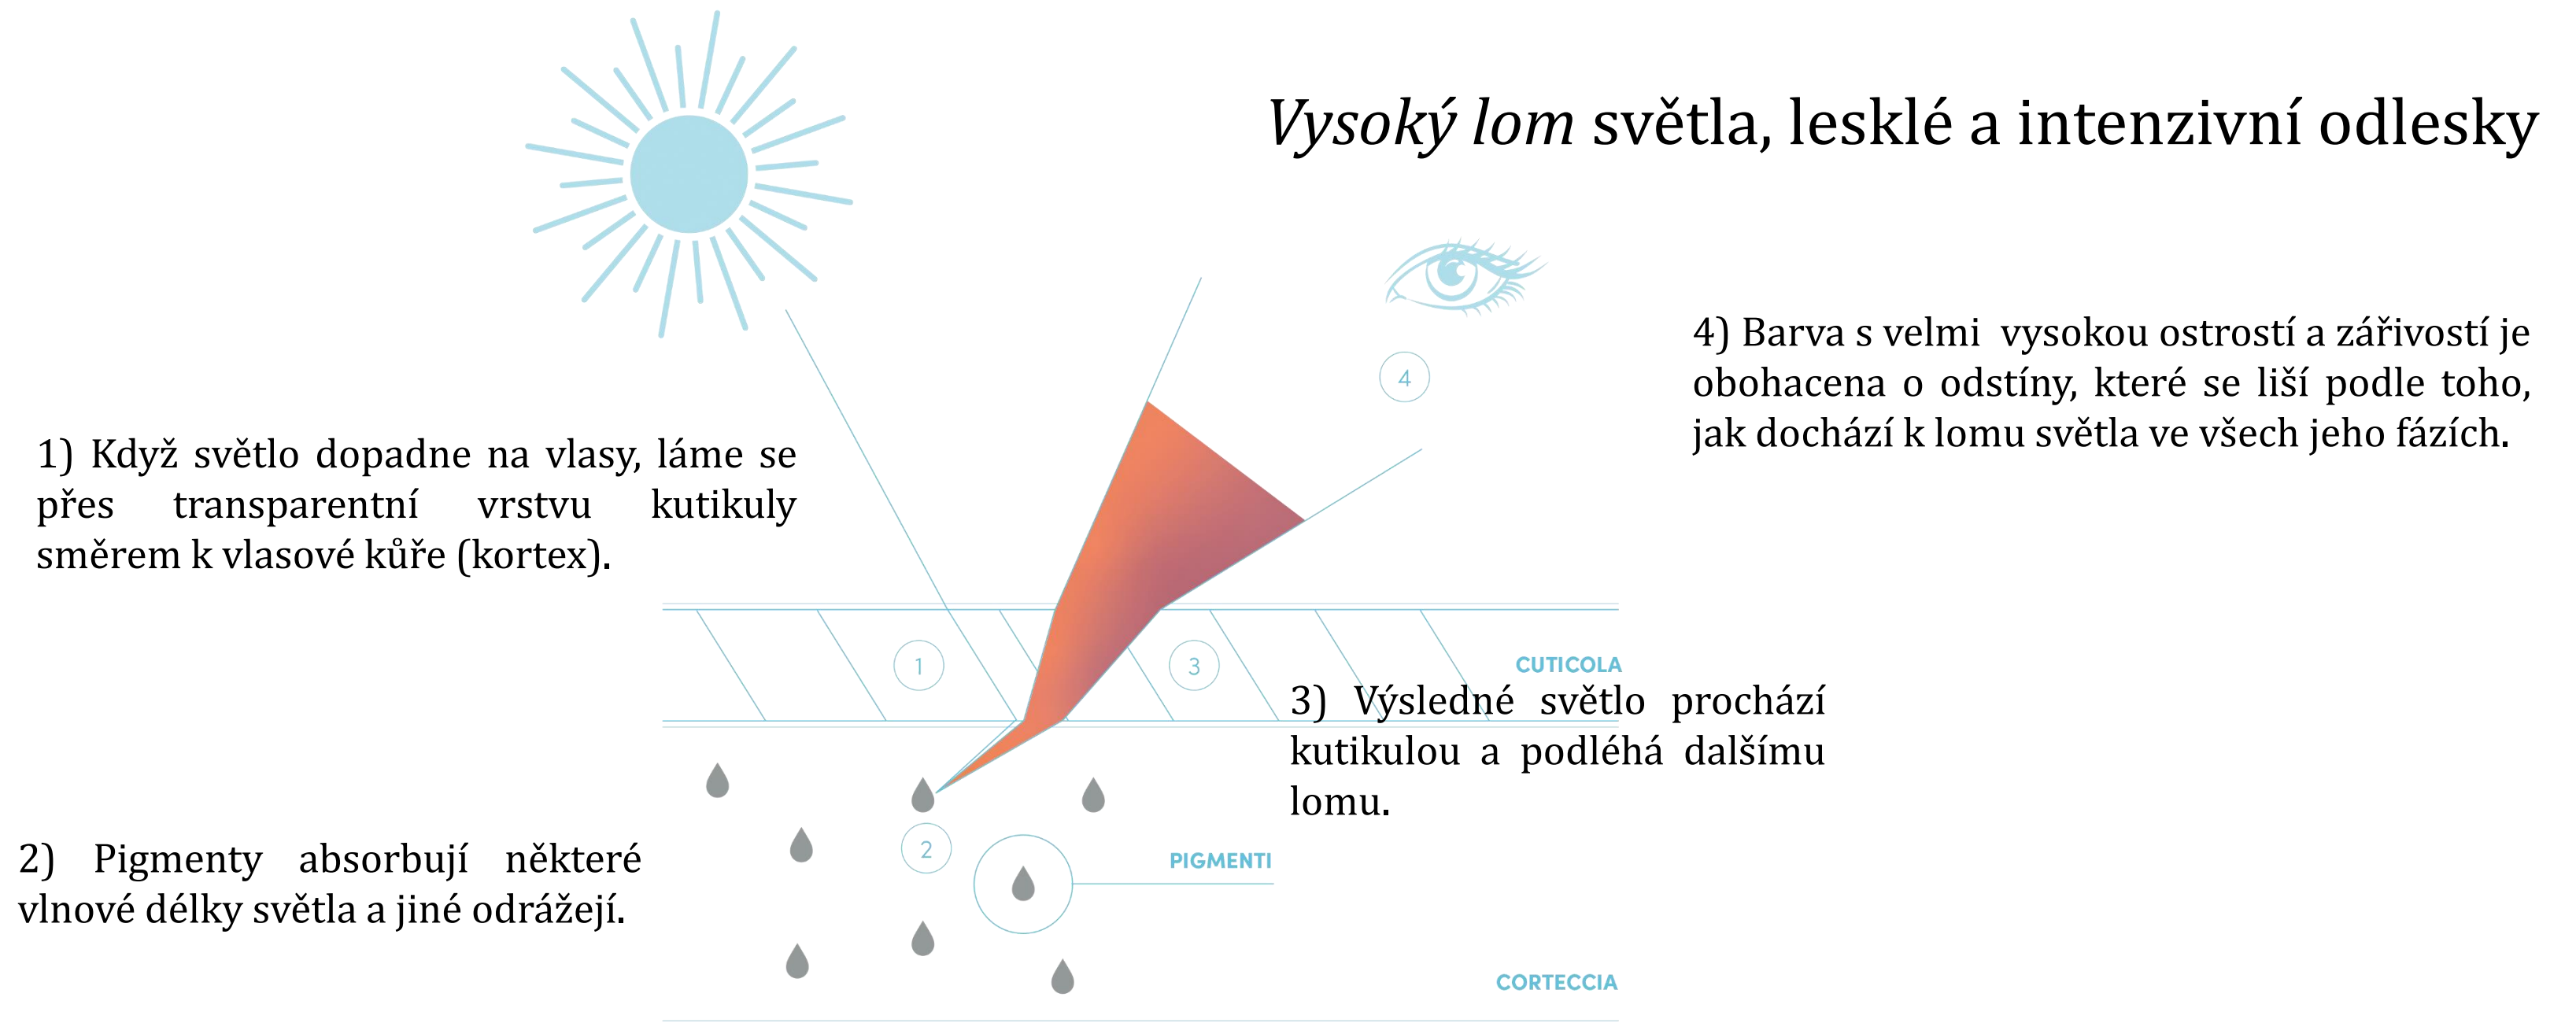 Vysoký lom světla, lesklé a intenzivní odlesky
4) Barva s velmi  vysokou ostrostí a zářivostí je
obohacena o odstíny, které se liší podle toho,
jak dochází k lomu světla ve všech jeho fázích.
4
1) Když světlo dopadne na vlasy, láme se
přes transparentní vrstvu kutikuly
směrem k vlasové kůře (kortex).
1
3
CUTICOLA
3) Výsledné světlo prochází
kutikulou a podléhá dalšímu
lomu.
2) Pigmenty absorbují některé
vlnové délky světla a jiné odrážejí.
2
PIGMENTI
CORTECCIA